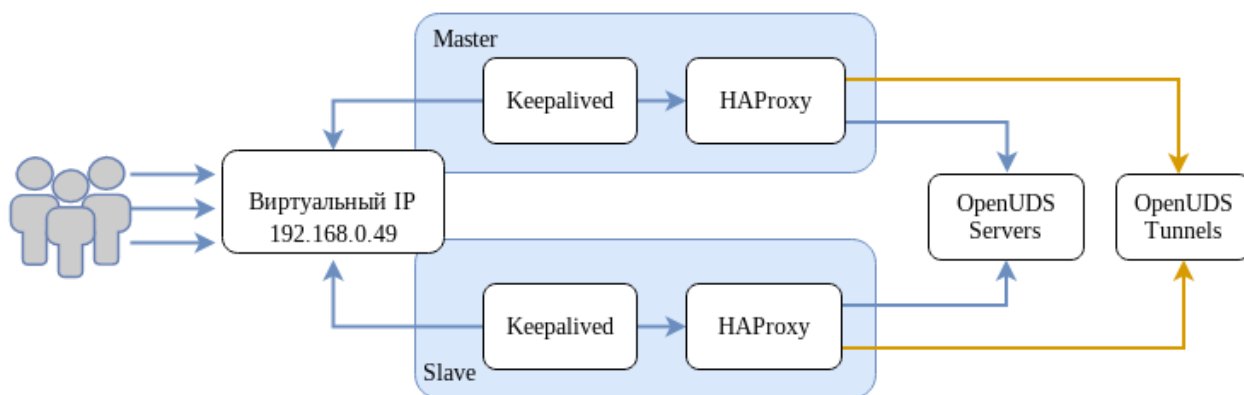 Master
Keepalived
HAProxy
Виртуальный IP
192.168.0.49
OpenUDS
Servers
OpenUDS
Tunnels
Keepalived
HAProxy
Slave